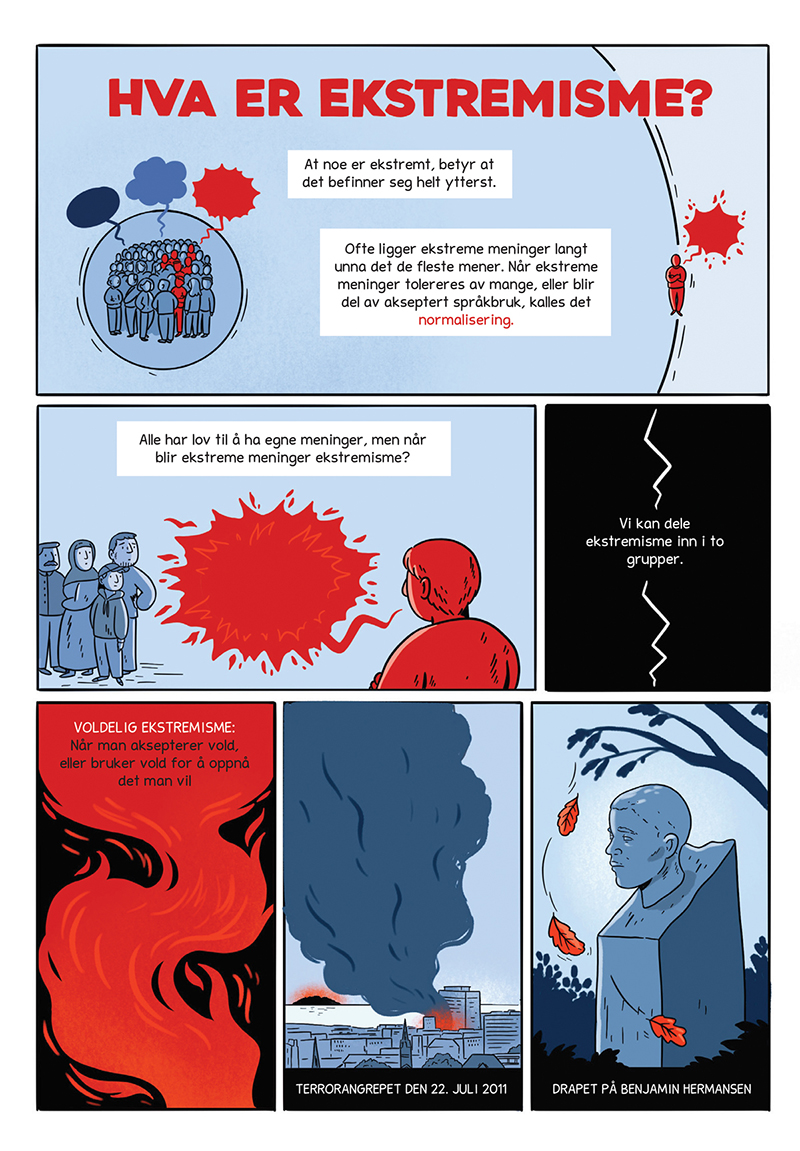 HVA ER EKSTREMISME?
At noe er ekstremt, betyr at
det befinner seg helt ytterst.
Ofte ligger ekstreme meninger langt
unna det de fleste mener. Når ekstreme
meninger tolereres av mange, eller blir
del av akseptert språkbruk, kalles det
normalisering.
Alle har lov til å ha egne meninger, men når
blir ekstreme meninger ekstremisme?
Vi kan dele
ekstremisme inn i to
grupper.
VOLDELIG EKSTREMISME:
Når man aksepterer vold,
eller bruker vold for å oppnå
det man vil
TERRORANGREPET DEN 22. JULI 2011
DRAPET PÅ BENJAMIN HERMANSEN